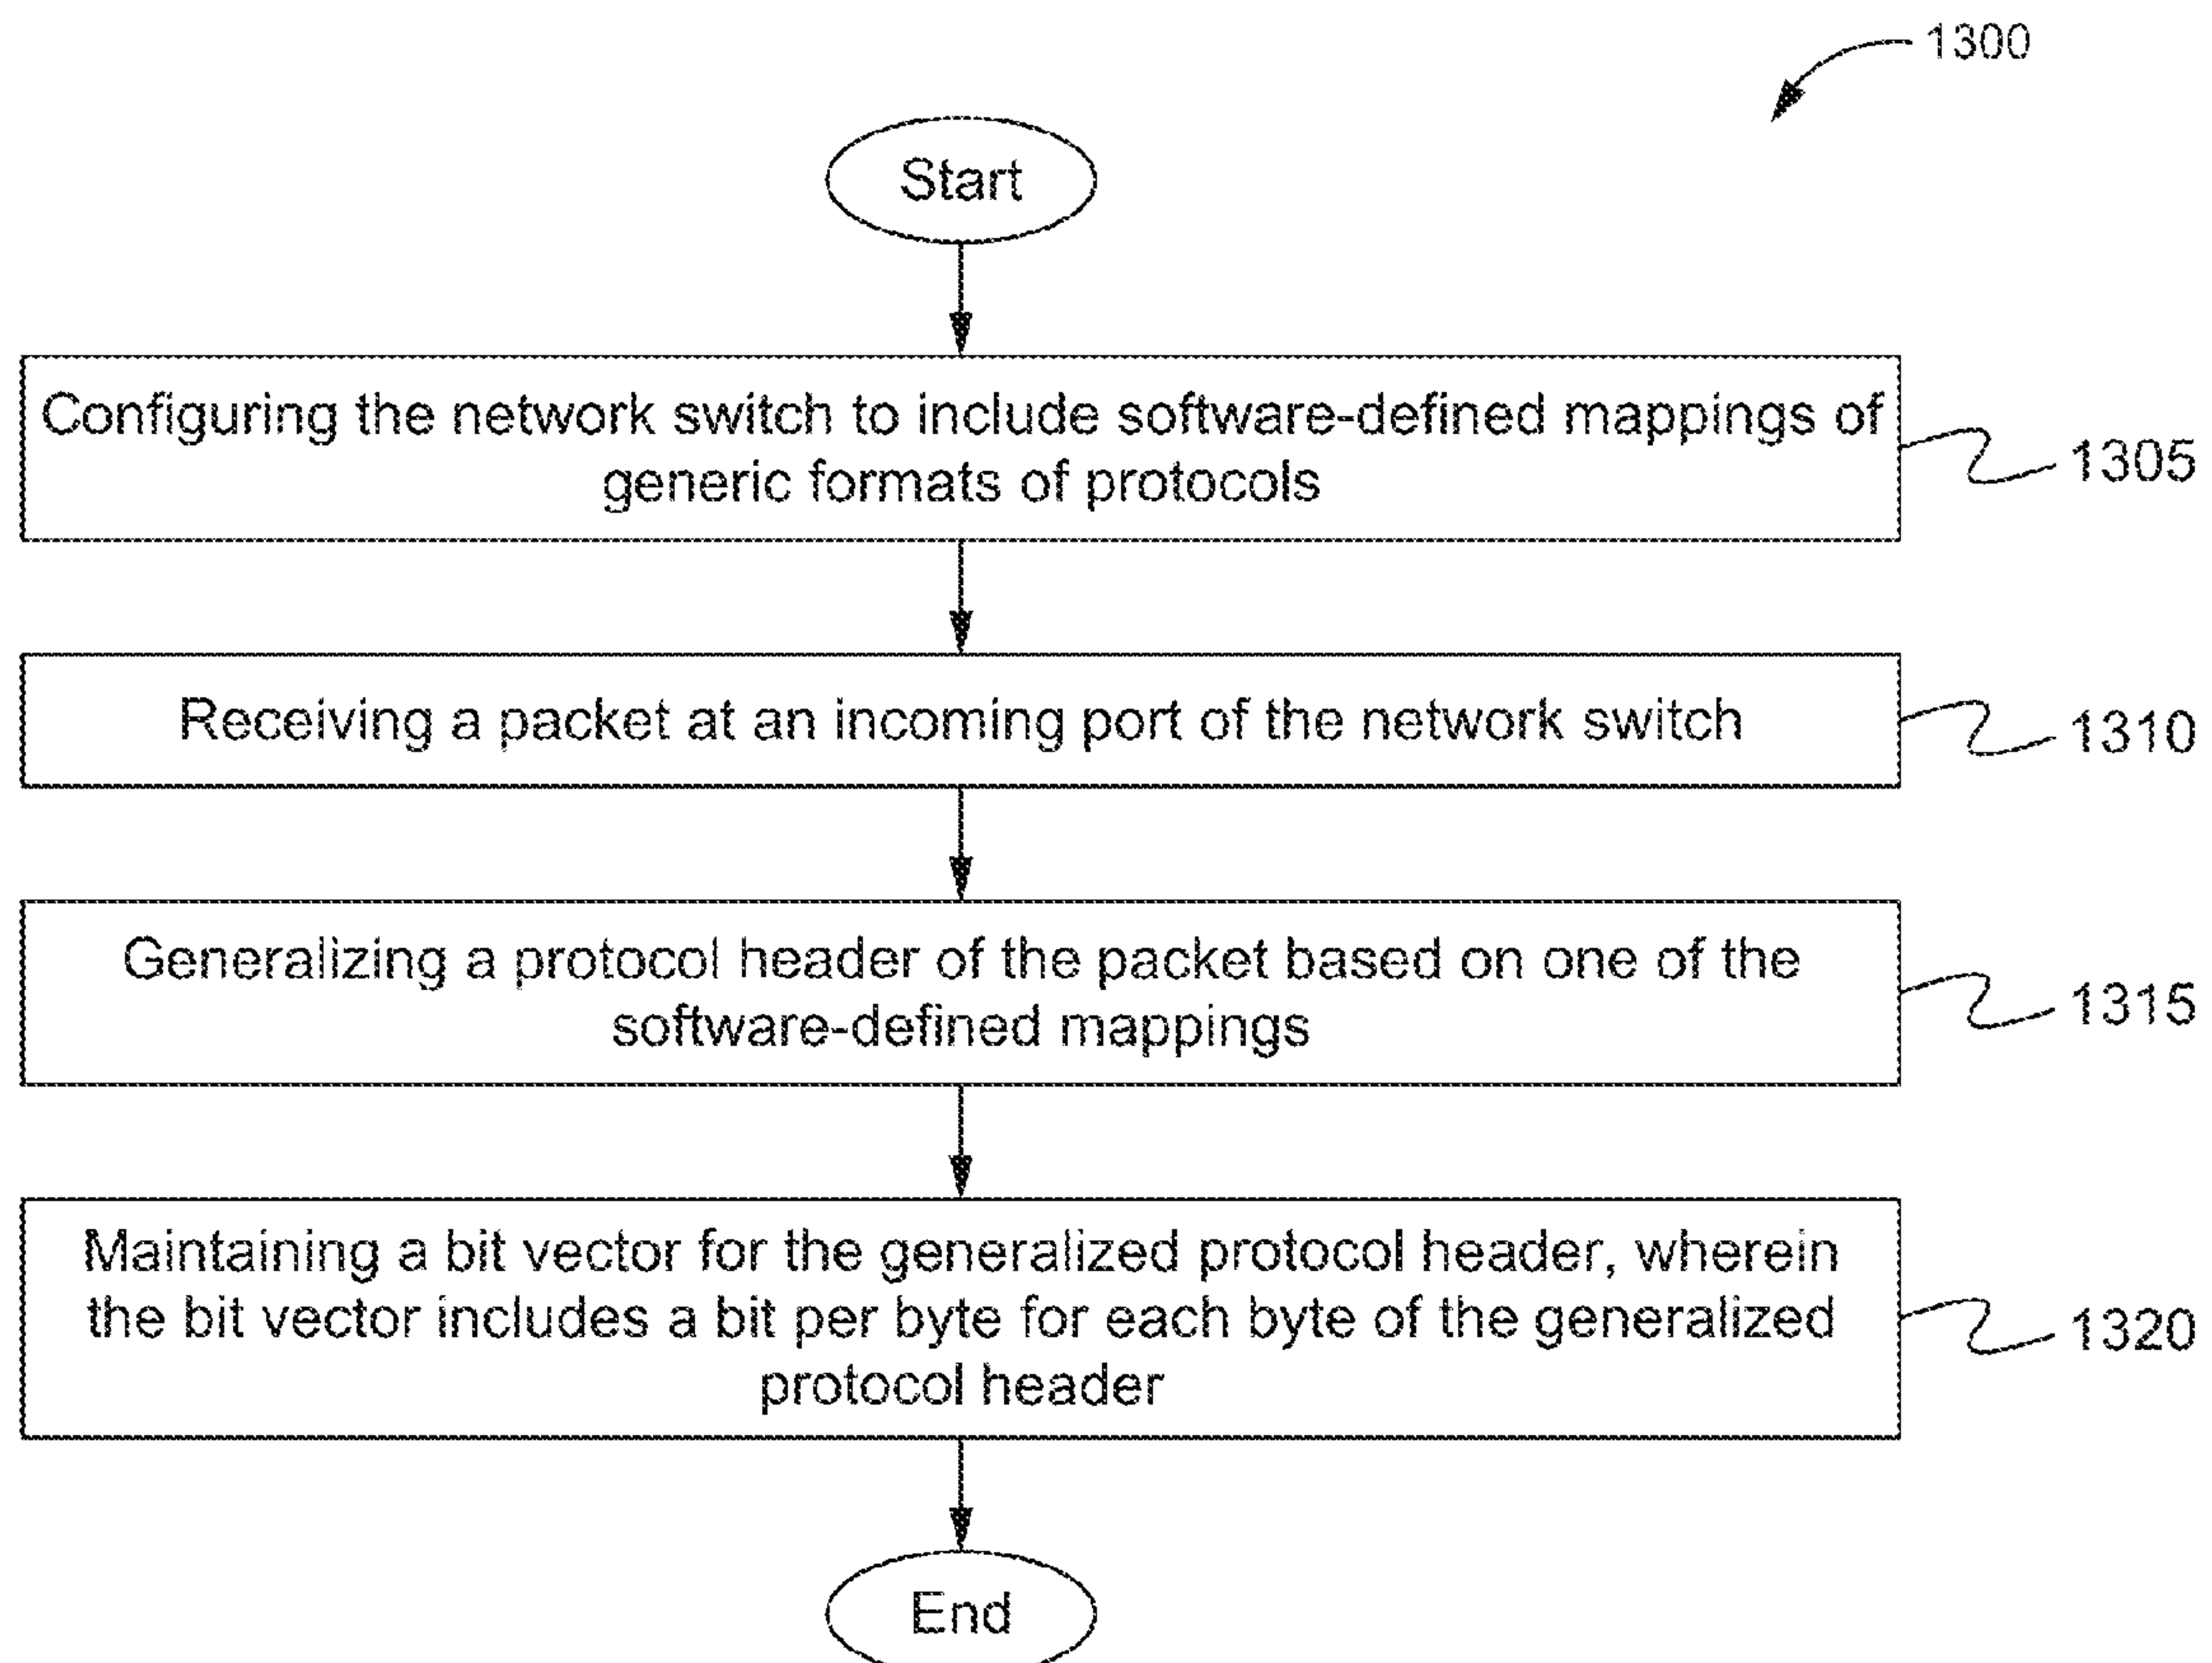 1300
Start
Configuring the network switch to include software-defined mappings of
generic formats of protocols
1305
Receiving a packet at an incoming port of the network switch
1310
Generalizing a protocol header of the packet based on one of the
software-defined mappings
1315
Maintaining a bit vector for the generalized protocol header, wherein
the bit vector includes a bit per byte for each byte of the generalized
protocol header
1320
End